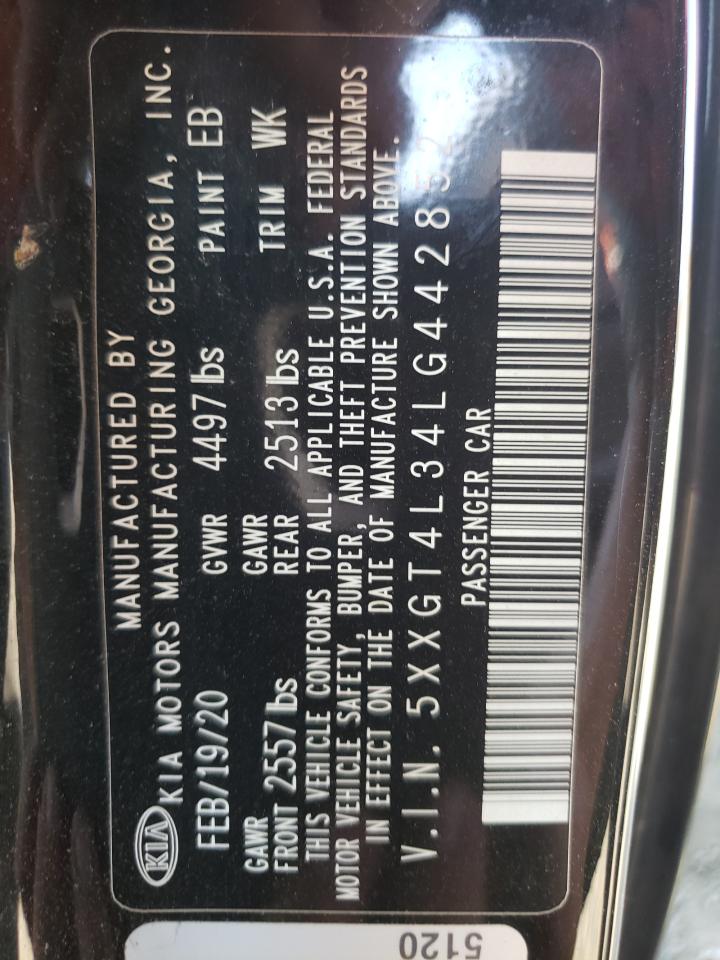 KIA
MANUFACTURED BY
KIA MOTORS MANUFACTURING GEORGIA, INC.
FEB/19/20 GVWR 4497 lbs PAINT EB
GAWR GAWR
FRONT 2557 lbs REAR 2513 lbs TRIM WK
THIS VEHICLE CONFORMS TO ALL APPLICABLE U.S.A. FEDERAL
MOTOR VEHICLE SAFETY, BUMPER, AND THEFT PREVENTION STANDARDS
IN EFFECT ON THE DATE OF MANUFACTURE SHOWN ABOVE.
V.I.N. 5XXGT4L34LG442852
PASSENGER CAR
5120